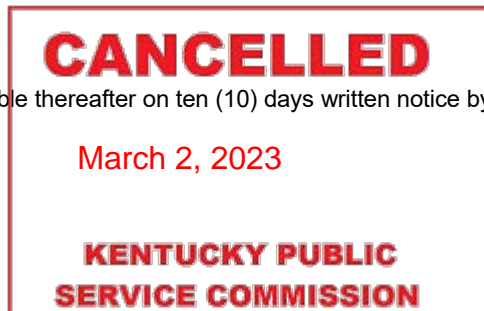 CANCELLED
ble thereafter on ten (10) days written notice by
March 2, 2023
KENTUCKY PUBLIC
SERVICE COMMISSION